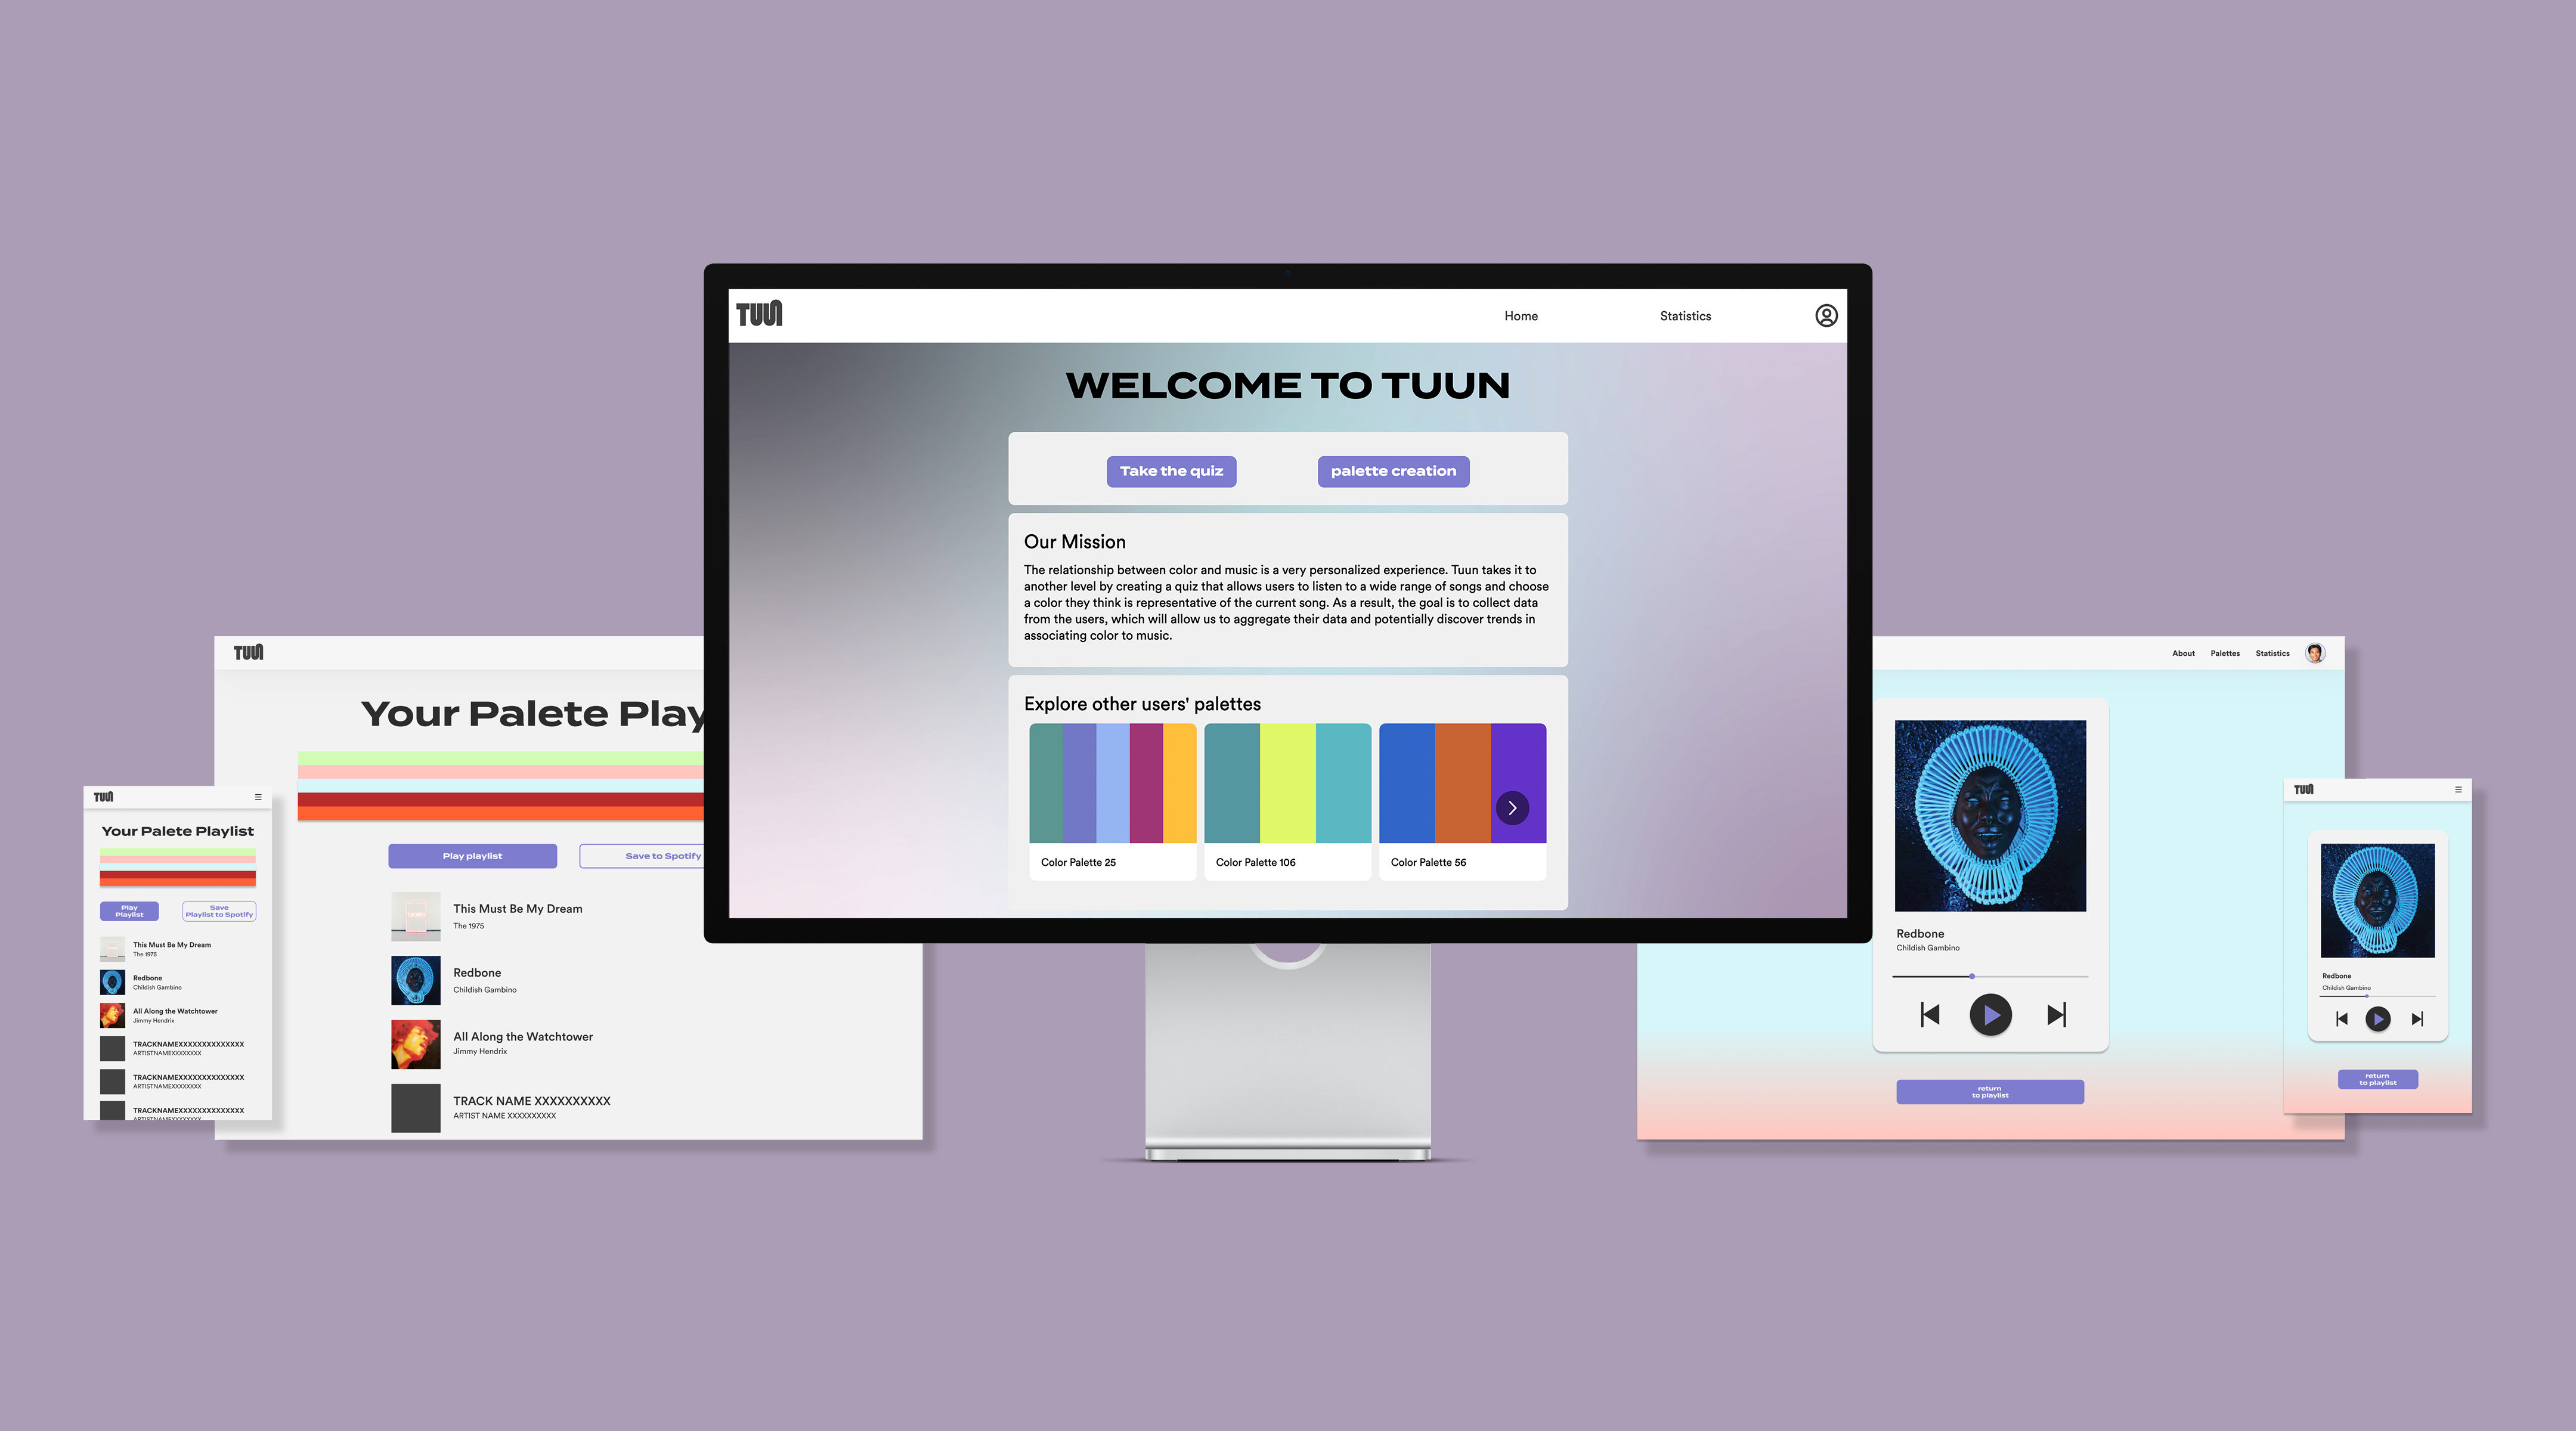 TUUN
Home
Statistics
WELCOME TO TUUN
Take the quiz
palette creation
Our Mission
The relationship between color and music is a very personalized experience. Tuun takes it to
another level by creating a quiz that allows users to listen to a wide range of songs and choose
a color they think is representative of the current song. As a result, the goal is to collect data
from the users, which will allow us to aggregate their data and potentially discover trends in
associating color to music.
Explore other users' palettes
Color Palette 25
Color Palette 106
Color Palette 56
TUUN
Your Palete Play
Play playlist
Save to Spotify
This Must Be My Dream
The 1975
Redbone
Childish Gambino
All Along the Watchtower
Jimmy Hendrix
TRACK NAME XXXXXXXXXX
ARTIST NAME XXXXXXXXXX
TUUN
Your Palete Playlist
Play
Playlist
Save
Playlist to Spotify
This Must Be My Dream
The 1975
Redbone
Childish Gambino
All Along the Watchtower
Jimmy Hendrix
TRACKNAMEXXXXXXXXXXXXXX
ARTISTNAMEXXXXXXXX
TRACKNAMEXXXXXXXXXXXXXX
ARTISTNAMEXXXXXXXX
TRACKNAMEXXXXXXXXXXXXXX
ARTISTNAMEXXXXXXXX
About
Palettes
Statistics
Redbone
Childish Gambino
return
to playlist
TUUN
Redbone
Childish Gambino
return
to playlist